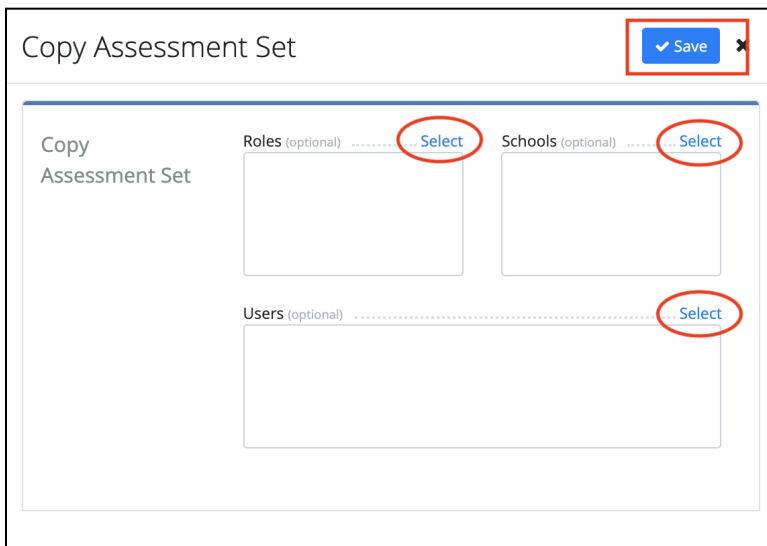 Copy Assessment Set
Save
Copy
Assessment Set
Roles (optional) Select
Schools (optional) Select
Users (optional) Select